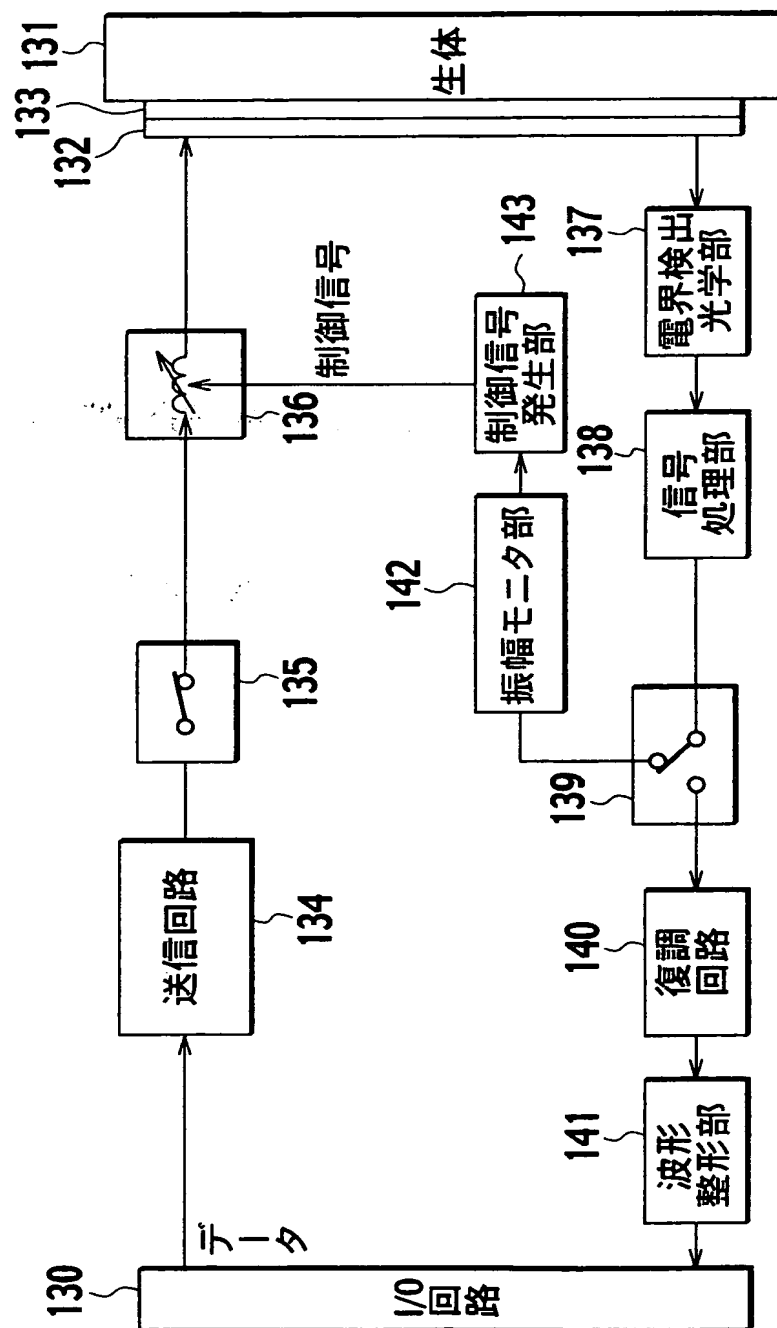 130
I/O回路
データ
送信回路
134
135
136
132
133
131
生体
制御信号
制御信号
発生部
143
振幅モニタ部
142
電界検出
光学部
137
信号
処理部
138
139
復調
回路
140
波形
整形部
141